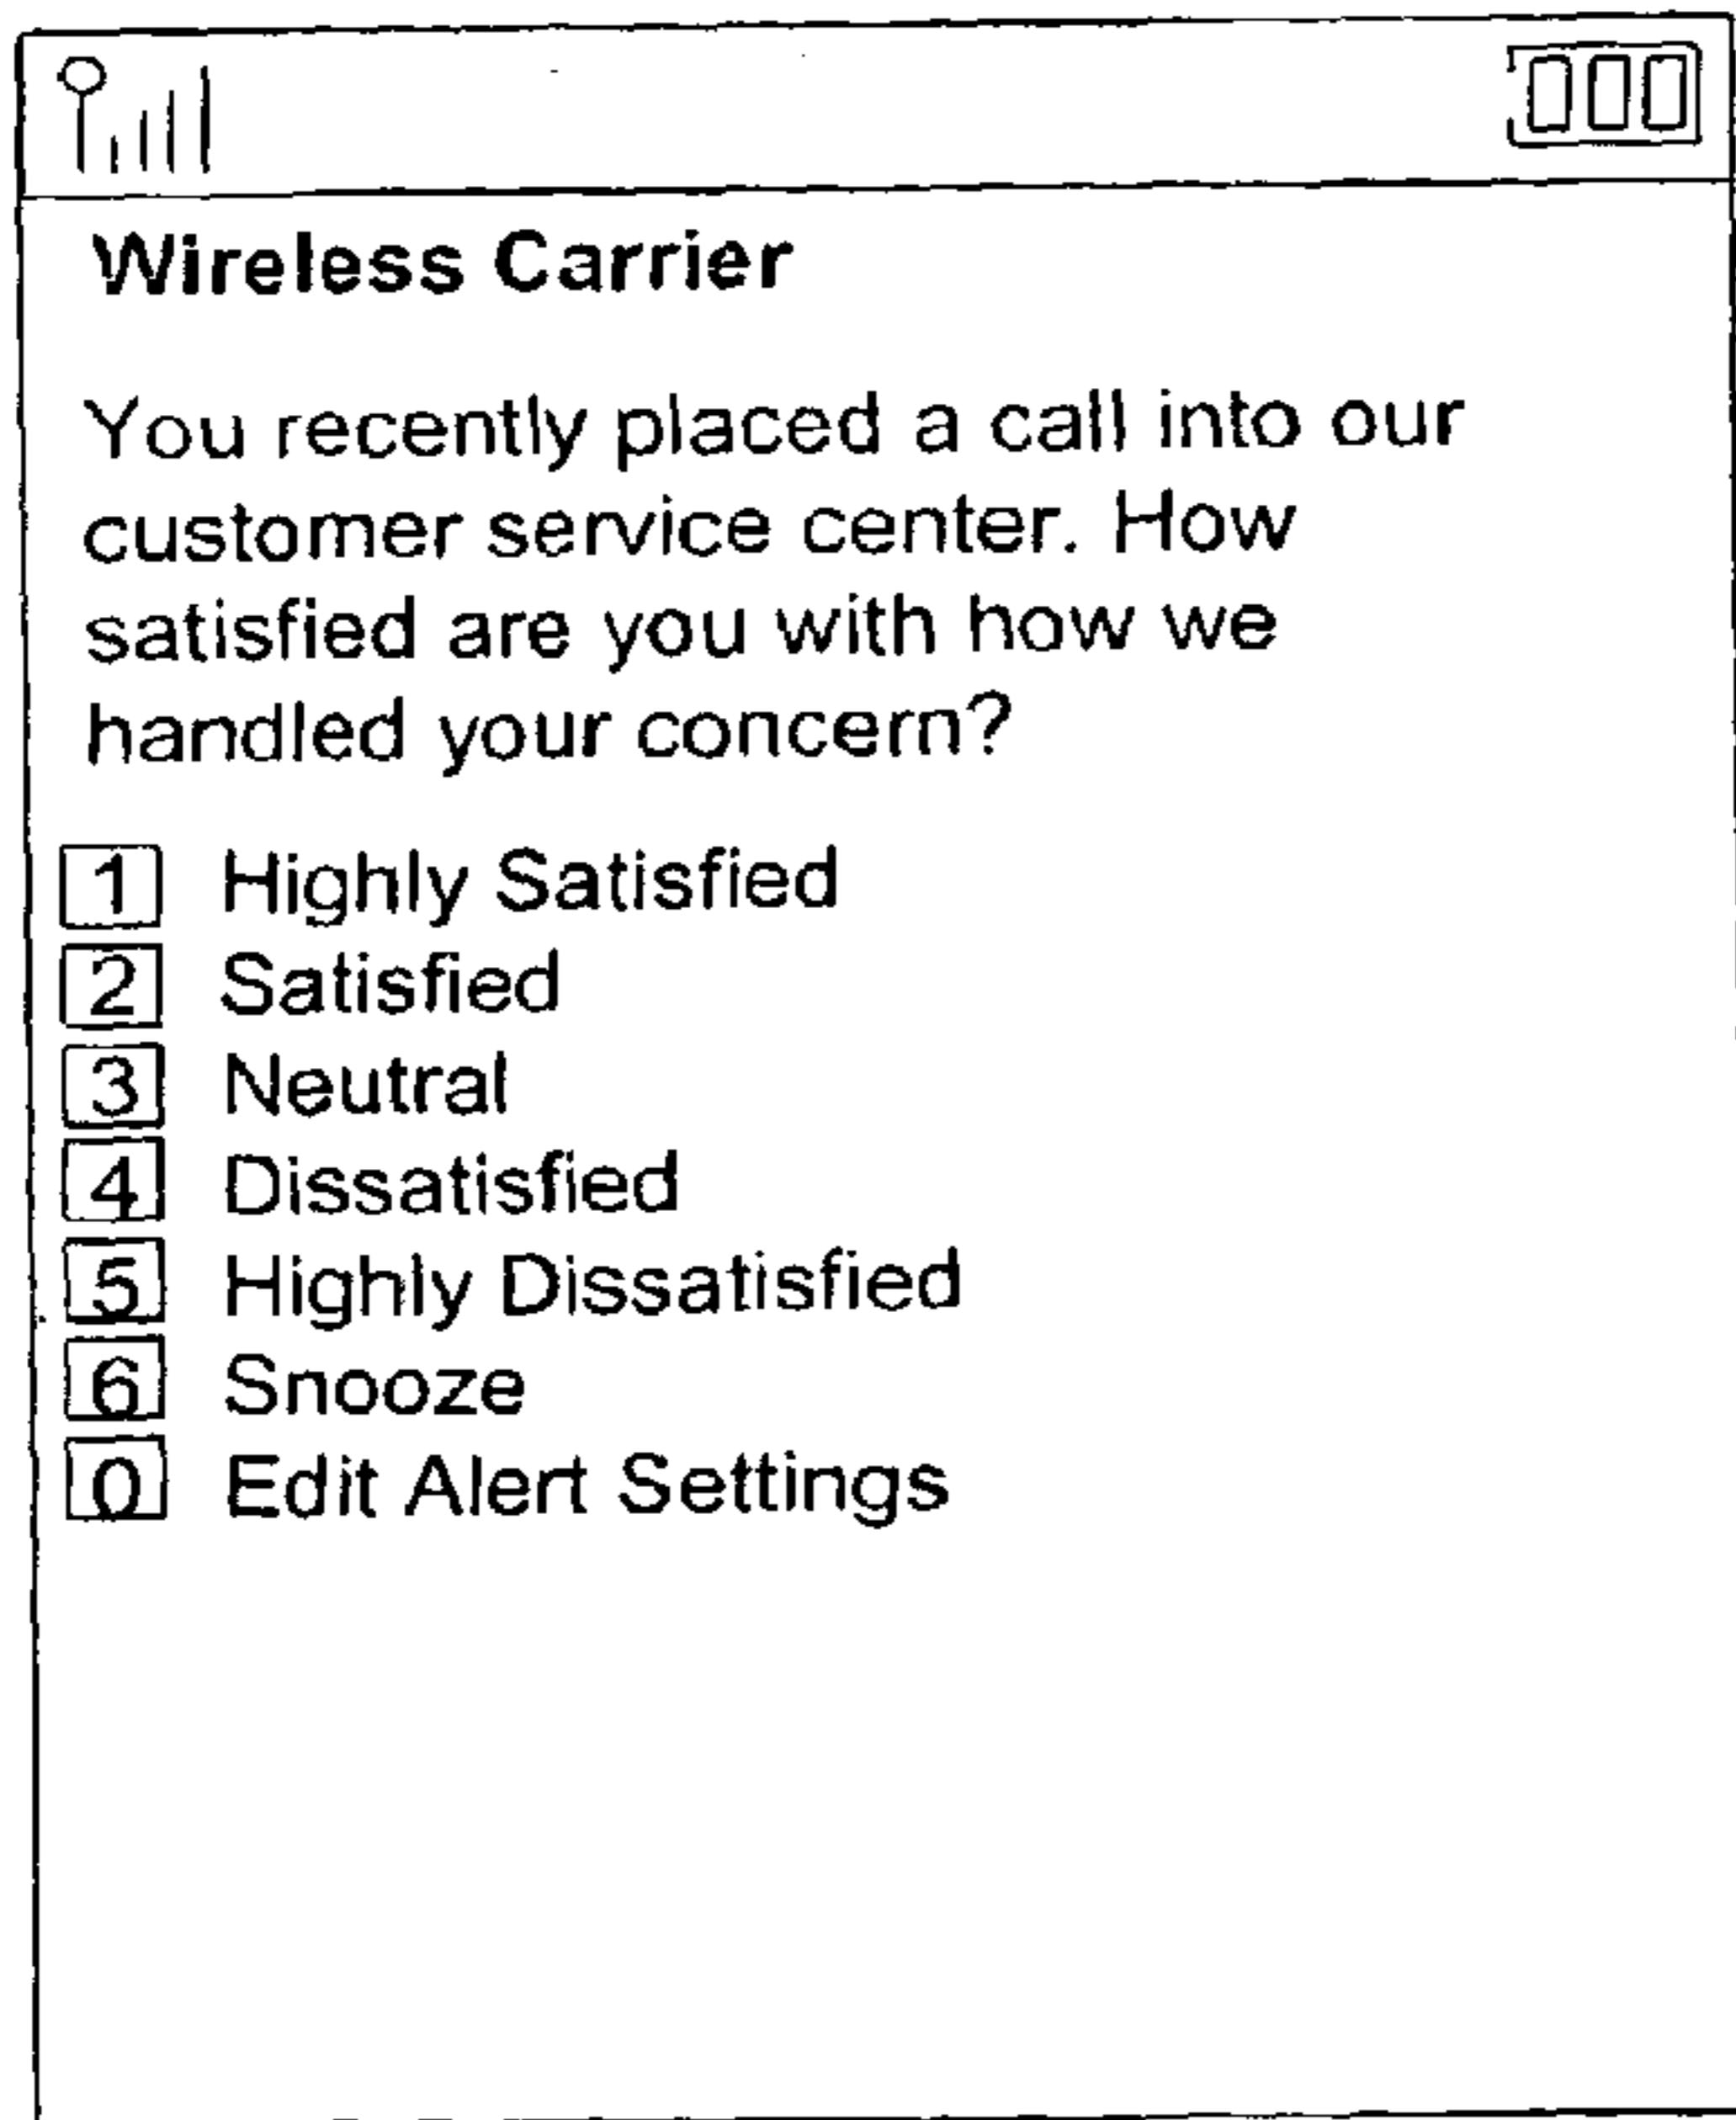 Wireless Carrier
You recently placed a call into our
customer service center. How
satisfied are you with how we
handled your concern?
1 Highly Satisfied
2 Satisfied
3 Neutral
4 Dissatisfied
5 Highly Dissatisfied
6 Snooze
0 Edit Alert Settings